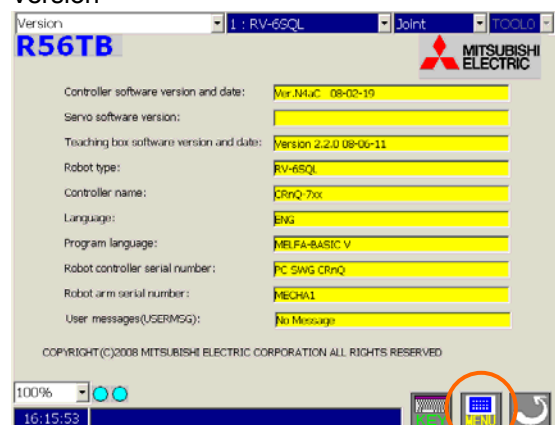 Version
Version 1 : RV-6SQL Joint TOOL0
R56TB MITSUBISHI ELECTRIC
Controller software version and date: Ver.N4aC 08-02-19
Servo software version:
Teaching box software version and date: Version 2.2.0 08-06-11
Robot type: RV-6SQL
Controller name: CRnQ-7xx
Language: ENG
Program language: MELFA-BASIC V
Robot controller serial number: PC SWG CRnQ
Robot arm serial number: MECHA1
User messages(USERMSG): No Message
COPYRIGHT(C)2008 MITSUBISHI ELECTRIC CORPORATION ALL RIGHTS RESERVED
100%
16:15:53 KEY MENU